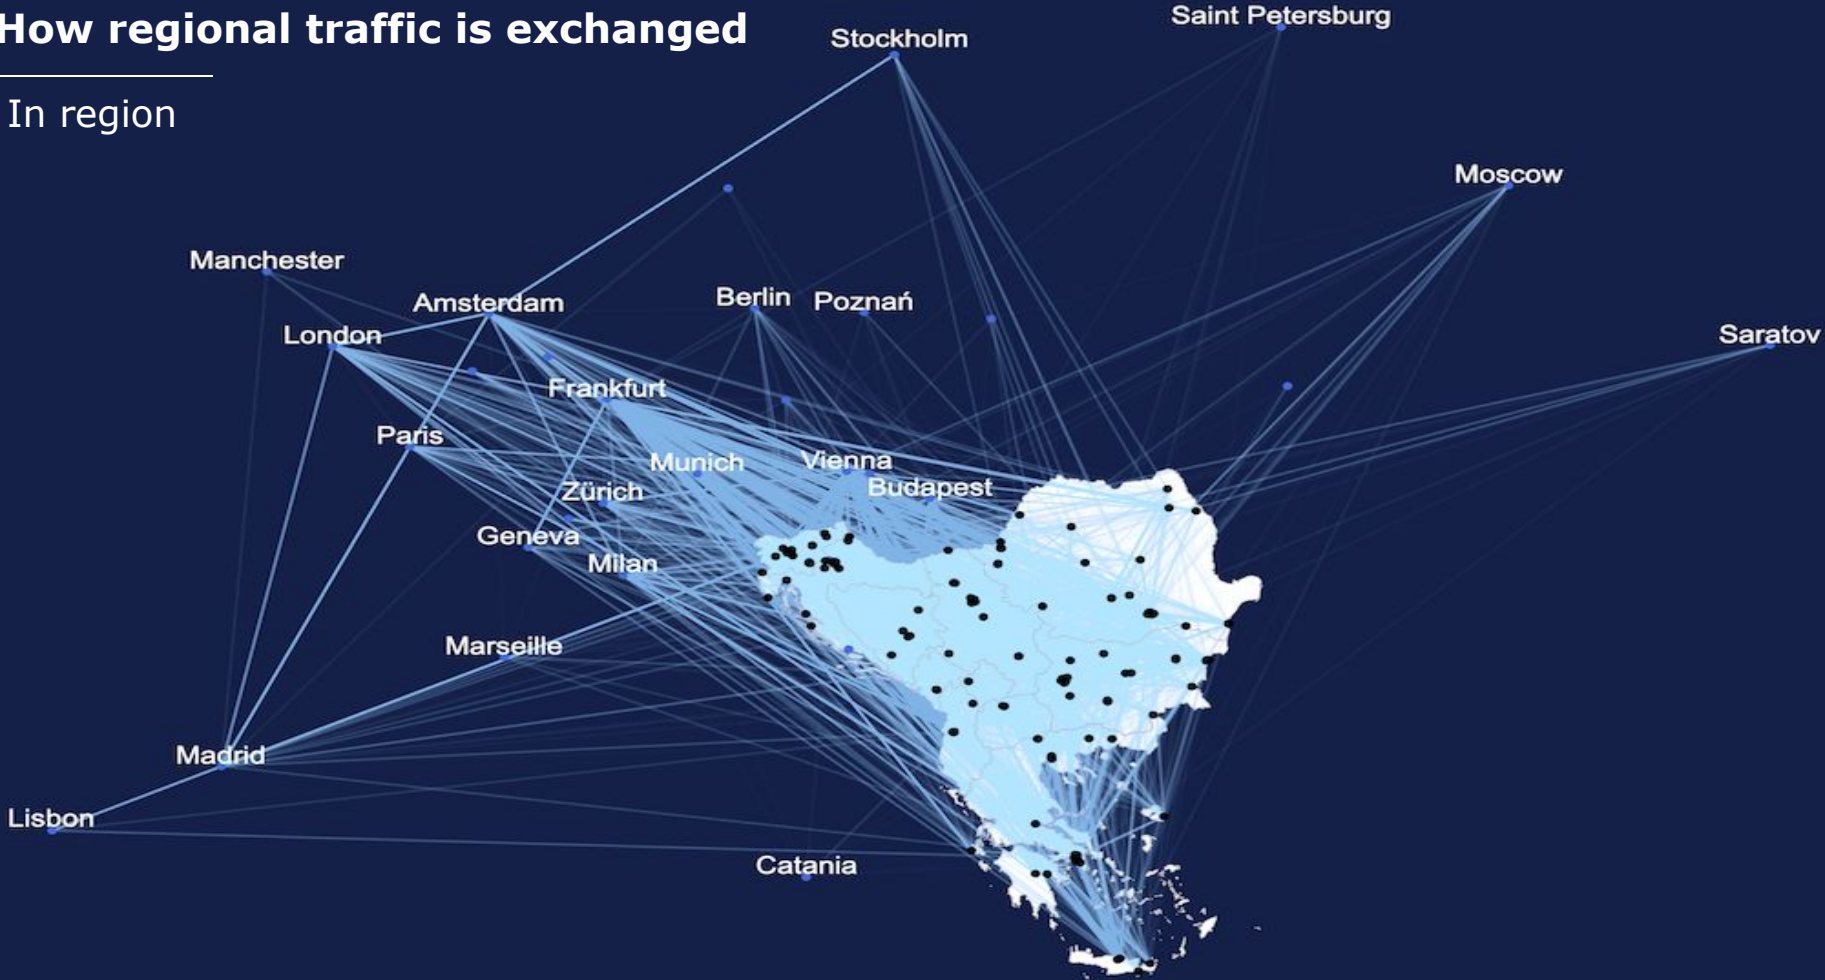 How regional traffic is exchanged
In region
Saint Petersburg
Stockholm
Moscow
Manchester
Amsterdam
Berlin
Poznań
London
Saratov
Frankfurt
Paris
Munich
Vienna
Budapest
Zürich
Geneva
Milan
Marseille
Madrid
Lisbon
Catania